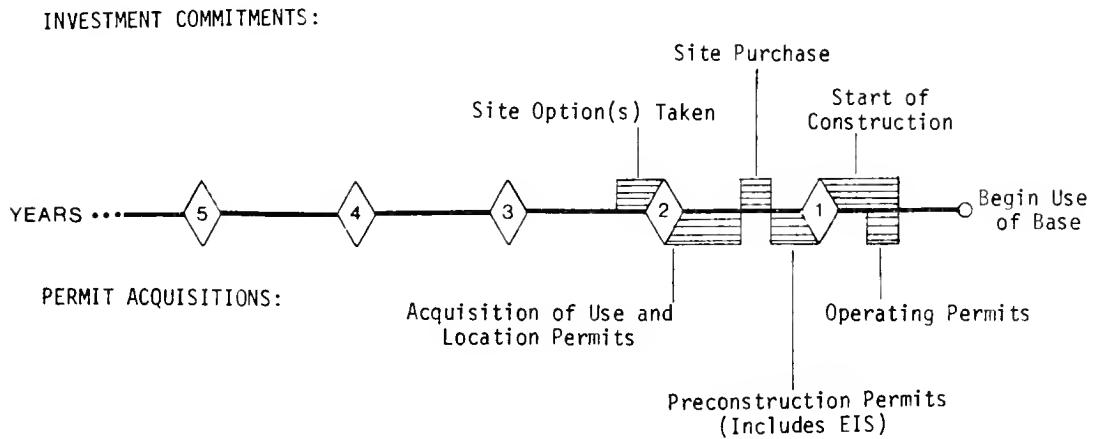 INVESTMENT COMMITMENTS:
Site Purchase
Site Option(s) Taken
Start of
Construction
YEARS ••• 5 4 3 2 1 Begin Use
of Base
PERMIT ACQUISITIONS:
Acquisition of Use and
Location Permits
Operating Permits
Preconstruction Permits
(Includes EIS)